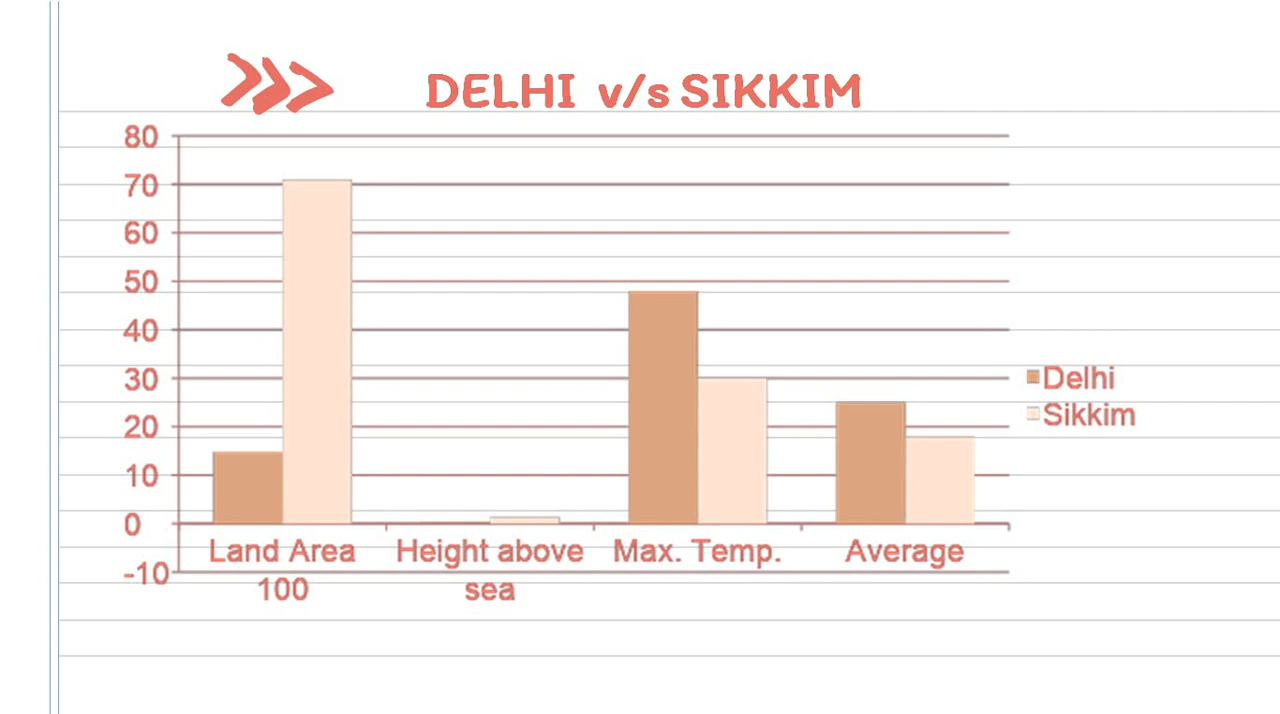 DELHI v/s SIKKIM
80
70
60
50
40
30
20
10
0
-10
Land Area
100
Height above
sea
Max. Temp.
Average
Delhi
Sikkim